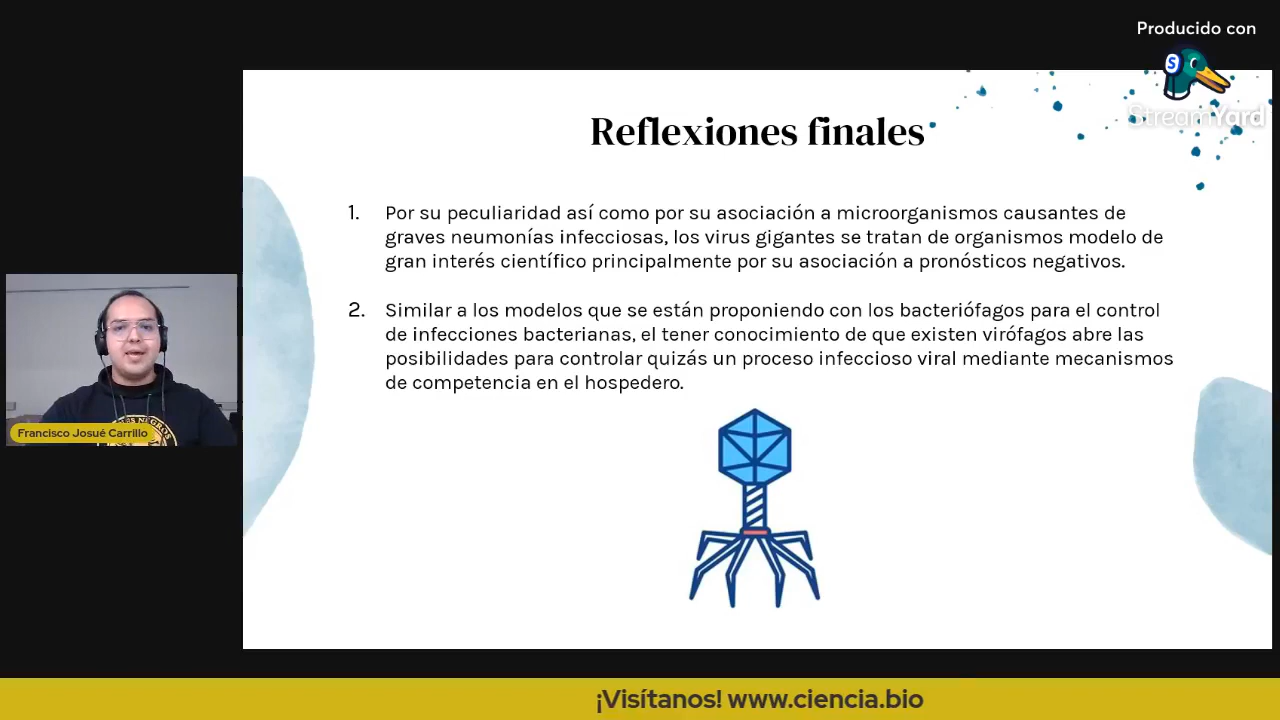 Producido con
S
StreamYard
Reflexiones finales
1. Por su peculiaridad así como por su asociación a microorganismos causantes de
graves neumonías infecciosas, los virus gigantes se tratan de organismos modelo de
gran interés científico principalmente por su asociación a pronósticos negativos.
2. Similar a los modelos que se están proponiendo con los bacteriófagos para el control
de infecciones bacterianas, el tener conocimiento de que existen virófagos abre las
posibilidades para controlar quizás un proceso infeccioso viral mediante mecanismos
de competencia en el hospedero.
Francisco Josué Carrillo
¡Visítanos! www.ciencia.bio